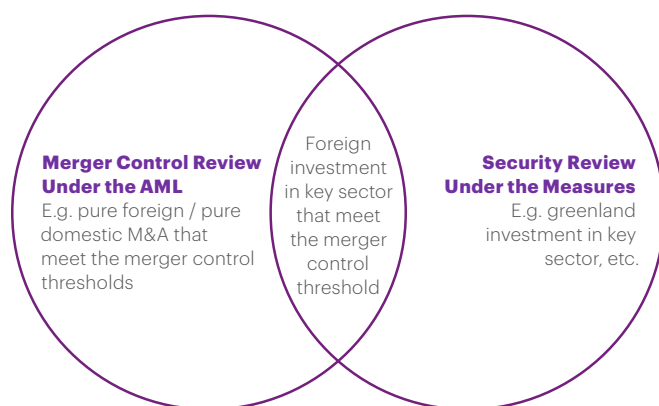 Merger Control Review
Under the AML
E.g. pure foreign / pure
domestic M&A that
meet the merger control
thresholds
Foreign
investment
in key sector
that meet
the merger
control
threshold
Security Review
Under the Measures
E.g. greenland
investment in key
sector, etc.